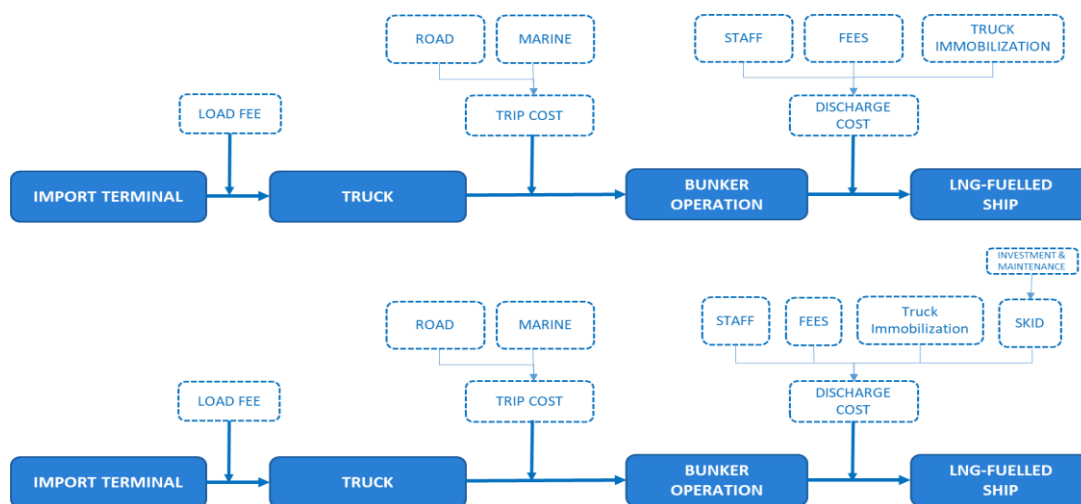 ROAD
MARINE
STAFF
FEES
TRUCK
IMMOBILIZATION
LOAD FEE
TRIP COST
DISCHARGE
COST
IMPORT TERMINAL
TRUCK
BUNKER
OPERATION
LNG-FUELLED
SHIP
INVESTMENT &
MAINTENANCE
ROAD
MARINE
STAFF
FEES
Truck
Immobilization
SKID
LOAD FEE
TRIP COST
DISCHARGE
COST
IMPORT TERMINAL
TRUCK
BUNKER
OPERATION
LNG-FUELLED
SHIP